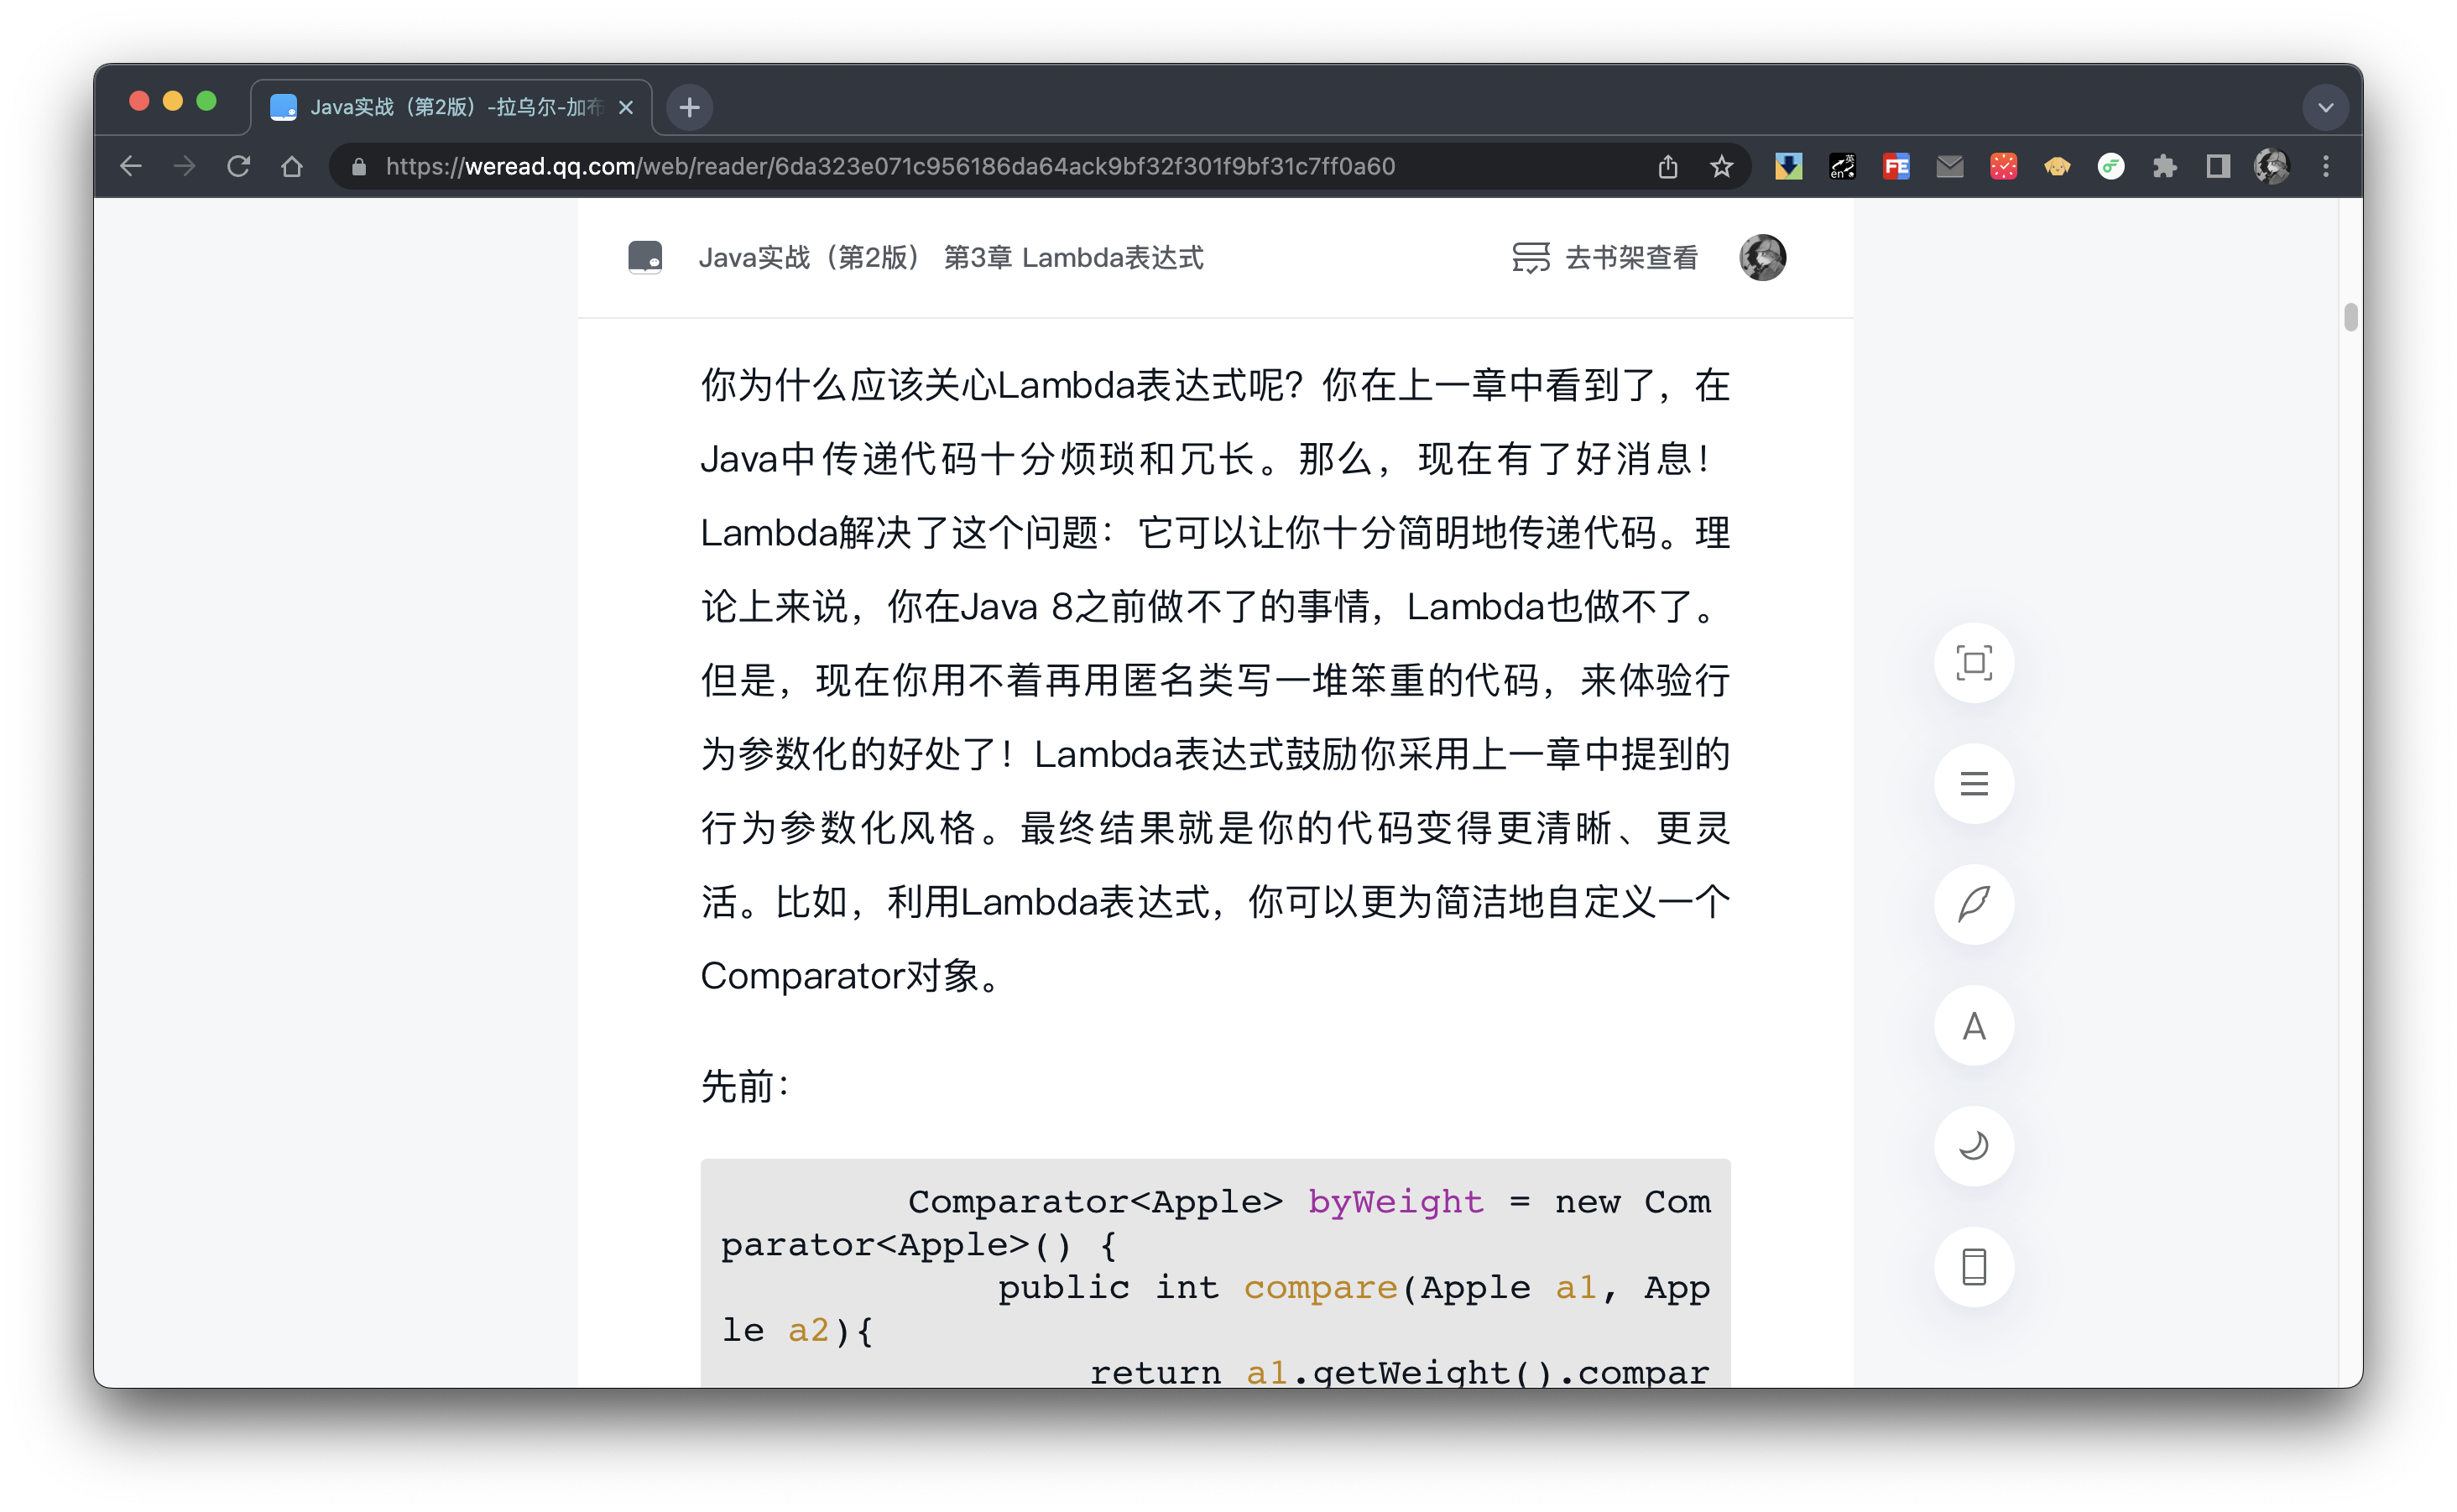 Java实战（第2版）-拉乌尔-加布
https://weread.qq.com/web/reader/6da323e071c956186da64ack9bf32f301f9bf31c7ff0a60
英
en
FE
Java实战（第2版） 第3章 Lambda表达式
去书架查看
你为什么应该关心Lambda表达式呢？你在上一章中看到了，在
Java中传递代码十分烦琐和冗长。那么，现在有了好消息！
Lambda解决了这个问题：它可以让你十分简明地传递代码。理
论上来说，你在Java 8之前做不了的事情，Lambda也做不了。
但是，现在你用不着再用匿名类写一堆笨重的代码，来体验行
为参数化的好处了！Lambda表达式鼓励你采用上一章中提到的
行为参数化风格。最终结果就是你的代码变得更清晰、更灵
活。比如，利用Lambda表达式，你可以更为简洁地自定义一个
Comparator对象。
先前：
Comparator<Apple> byWeight = new Com
parator<Apple>() {
public int compare(Apple a1, App
le a2){
return a1.getWeight().compar
A